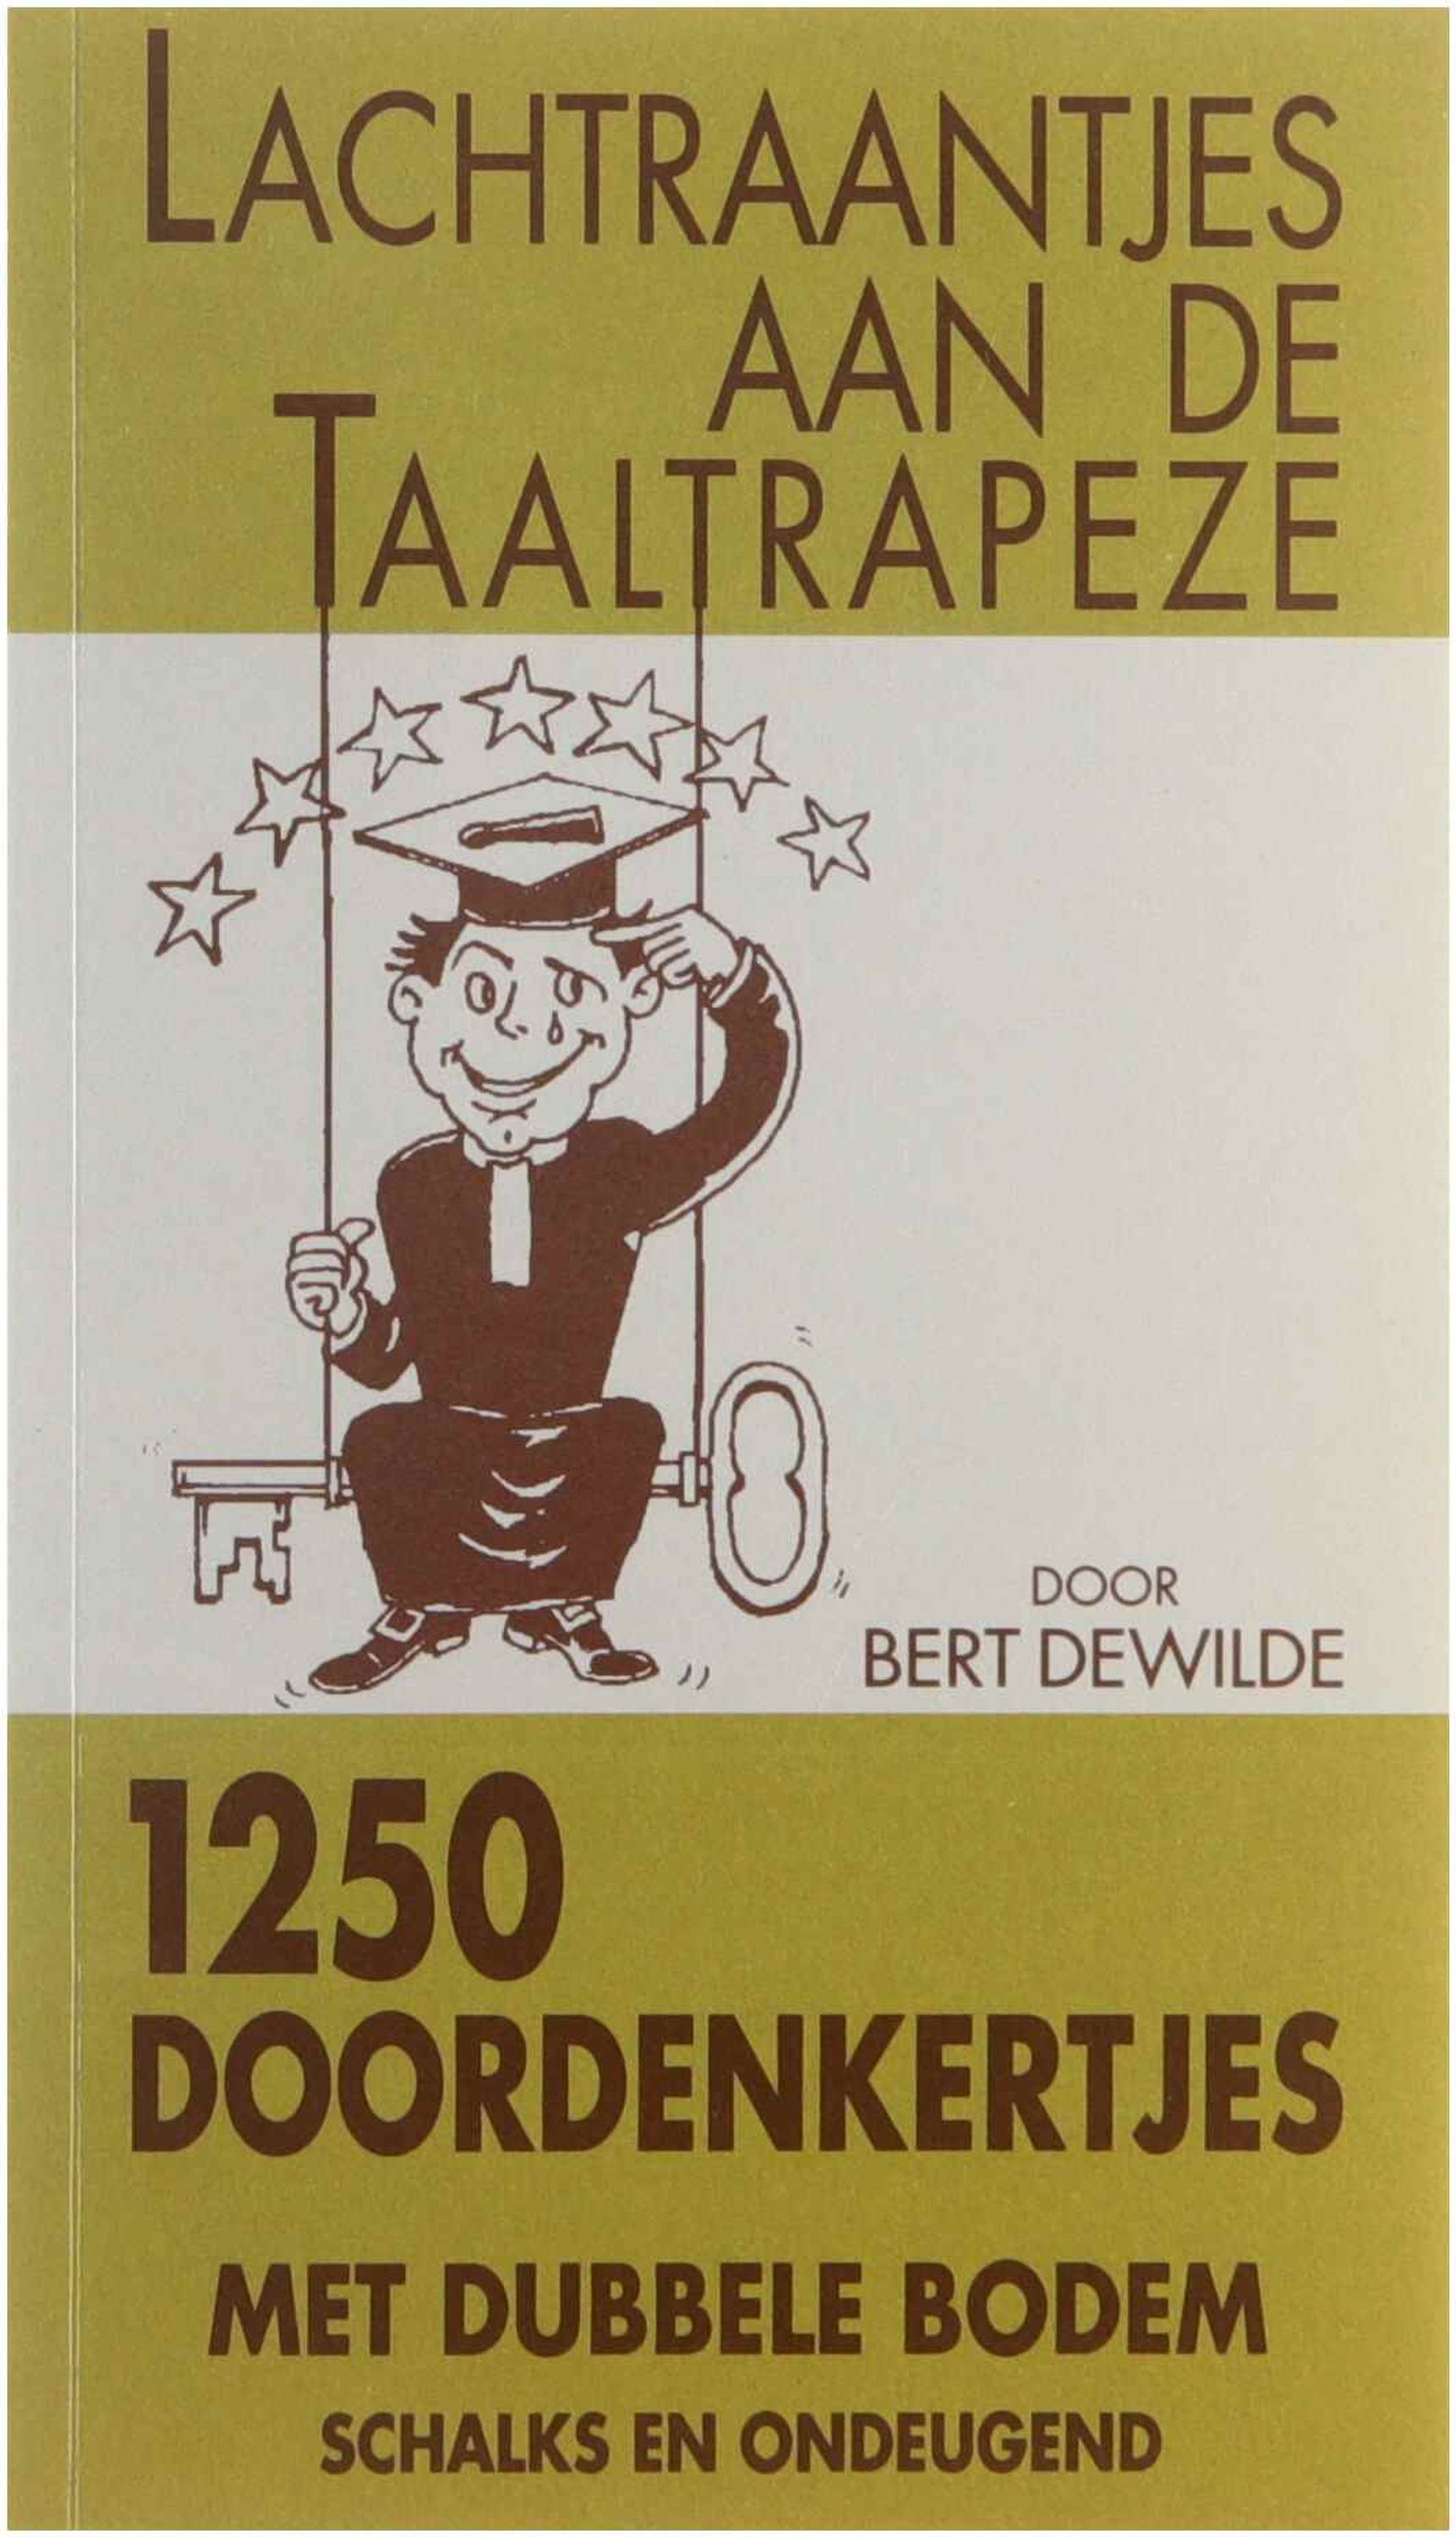 LACHTRAANTJES
AAN DE
TAALTRAPEZE
DOOR
BERT DEWILDE
1250
DOORDENKERTJES
MET DUBBELE BODEM
SCHALKS EN ONDEUGEND